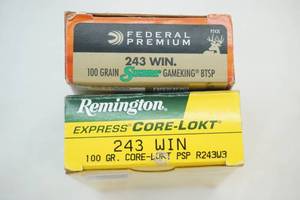 FEDERAL
PREMIUM
243 WIN.
100 GRAIN Sierra GAMEKING® BTSP
Remington.
EXPRESS® CORE-LOKT®
243 WIN
100 GR. CORE-LOKT PSP R243W3